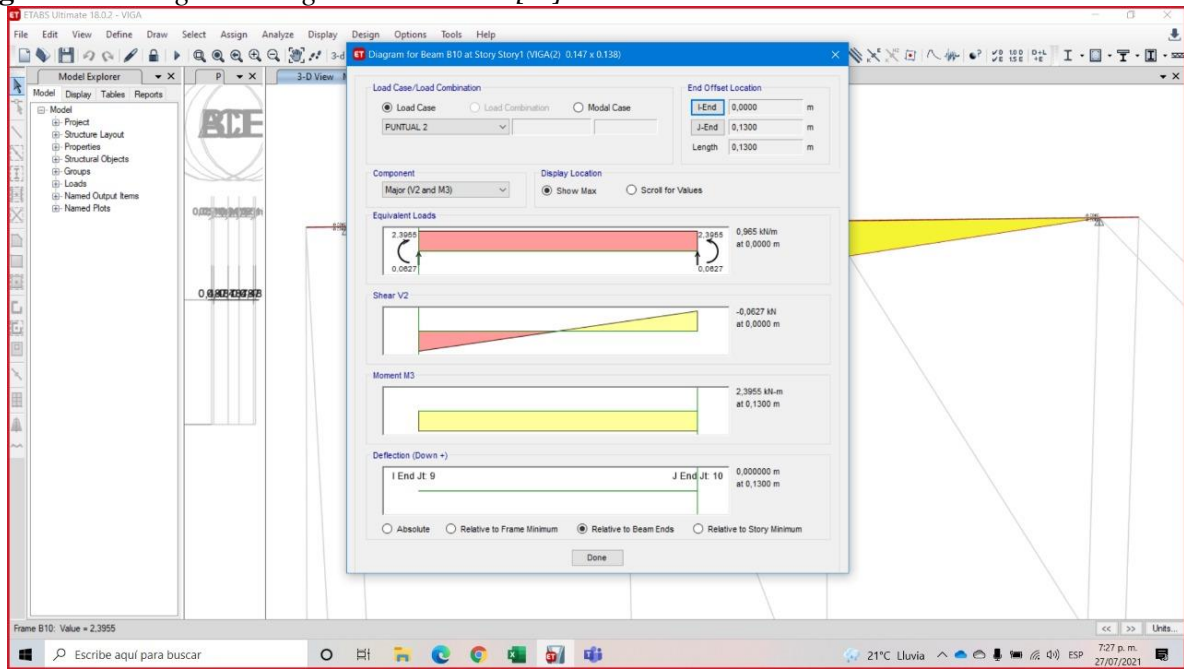 ETABS Ultimate 18.0.2 - VIGA
File Edit View Define Draw Select Assign Analyze Display Design Options Tools Help
Model Explorer
Model Display Tables Reports
Model
Project
Structure Layout
Properties
Structural Objects
Groups
Loads
Named Output Items
Named Plots
P
3-D View
Diagram for Beam B10 at Story Story1 (VIGA(2) 0.147 x 0.138)
Load Case/Load Combination
Load Case Load Combination Modal Case
PUNTUAL 2
End Offset Location
I-End 0,0000 m
J-End 0,1300 m
Length 0,1300 m
Component
Major (V2 and M3)
Display Location
Show Max Scroll for Values
Equivalent Loads
2,3955 2,3955
0,0627 0,0627
0,965 kN/m
at 0,0000 m
Shear V2
-0,0627 kN
at 0,0000 m
Moment M3
2,3955 kN-m
at 0,1300 m
Deflection (Down +)
I End Jt: 9 J End Jt: 10
0,000000 m
at 0,1300 m
Absolute Relative to Frame Minimum Relative to Beam Ends Relative to Story Minimum
Done
Frame B10: Value = 2,3955
<< >> Units...
Escribe aquí para buscar
21°C Lluvia ESP 7:27 p. m.
27/07/2021